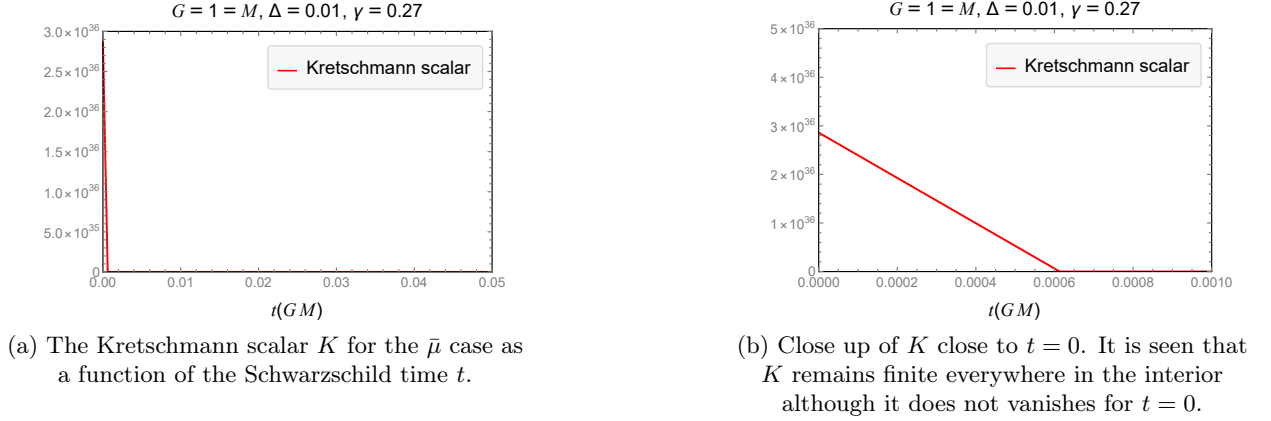 G = 1 = M, Δ = 0.01, γ = 0.27
3.0×10^36
2.5×10^36
2.0×10^36
1.5×10^36
1.0×10^36
5.0×10^35
0
Kretschmann scalar
0.00 0.01 0.02 0.03 0.04 0.05
t(G M)
(a) The Kretschmann scalar K for the μ̄ case as
a function of the Schwarzschild time t.
G = 1 = M, Δ = 0.01, γ = 0.27
5×10^36
4×10^36
3×10^36
2×10^36
1×10^36
0
Kretschmann scalar
0.0000 0.0002 0.0004 0.0006 0.0008 0.0010
t(G M)
(b) Close up of K close to t = 0. It is seen that
K remains finite everywhere in the interior
although it does not vanishes for t = 0.